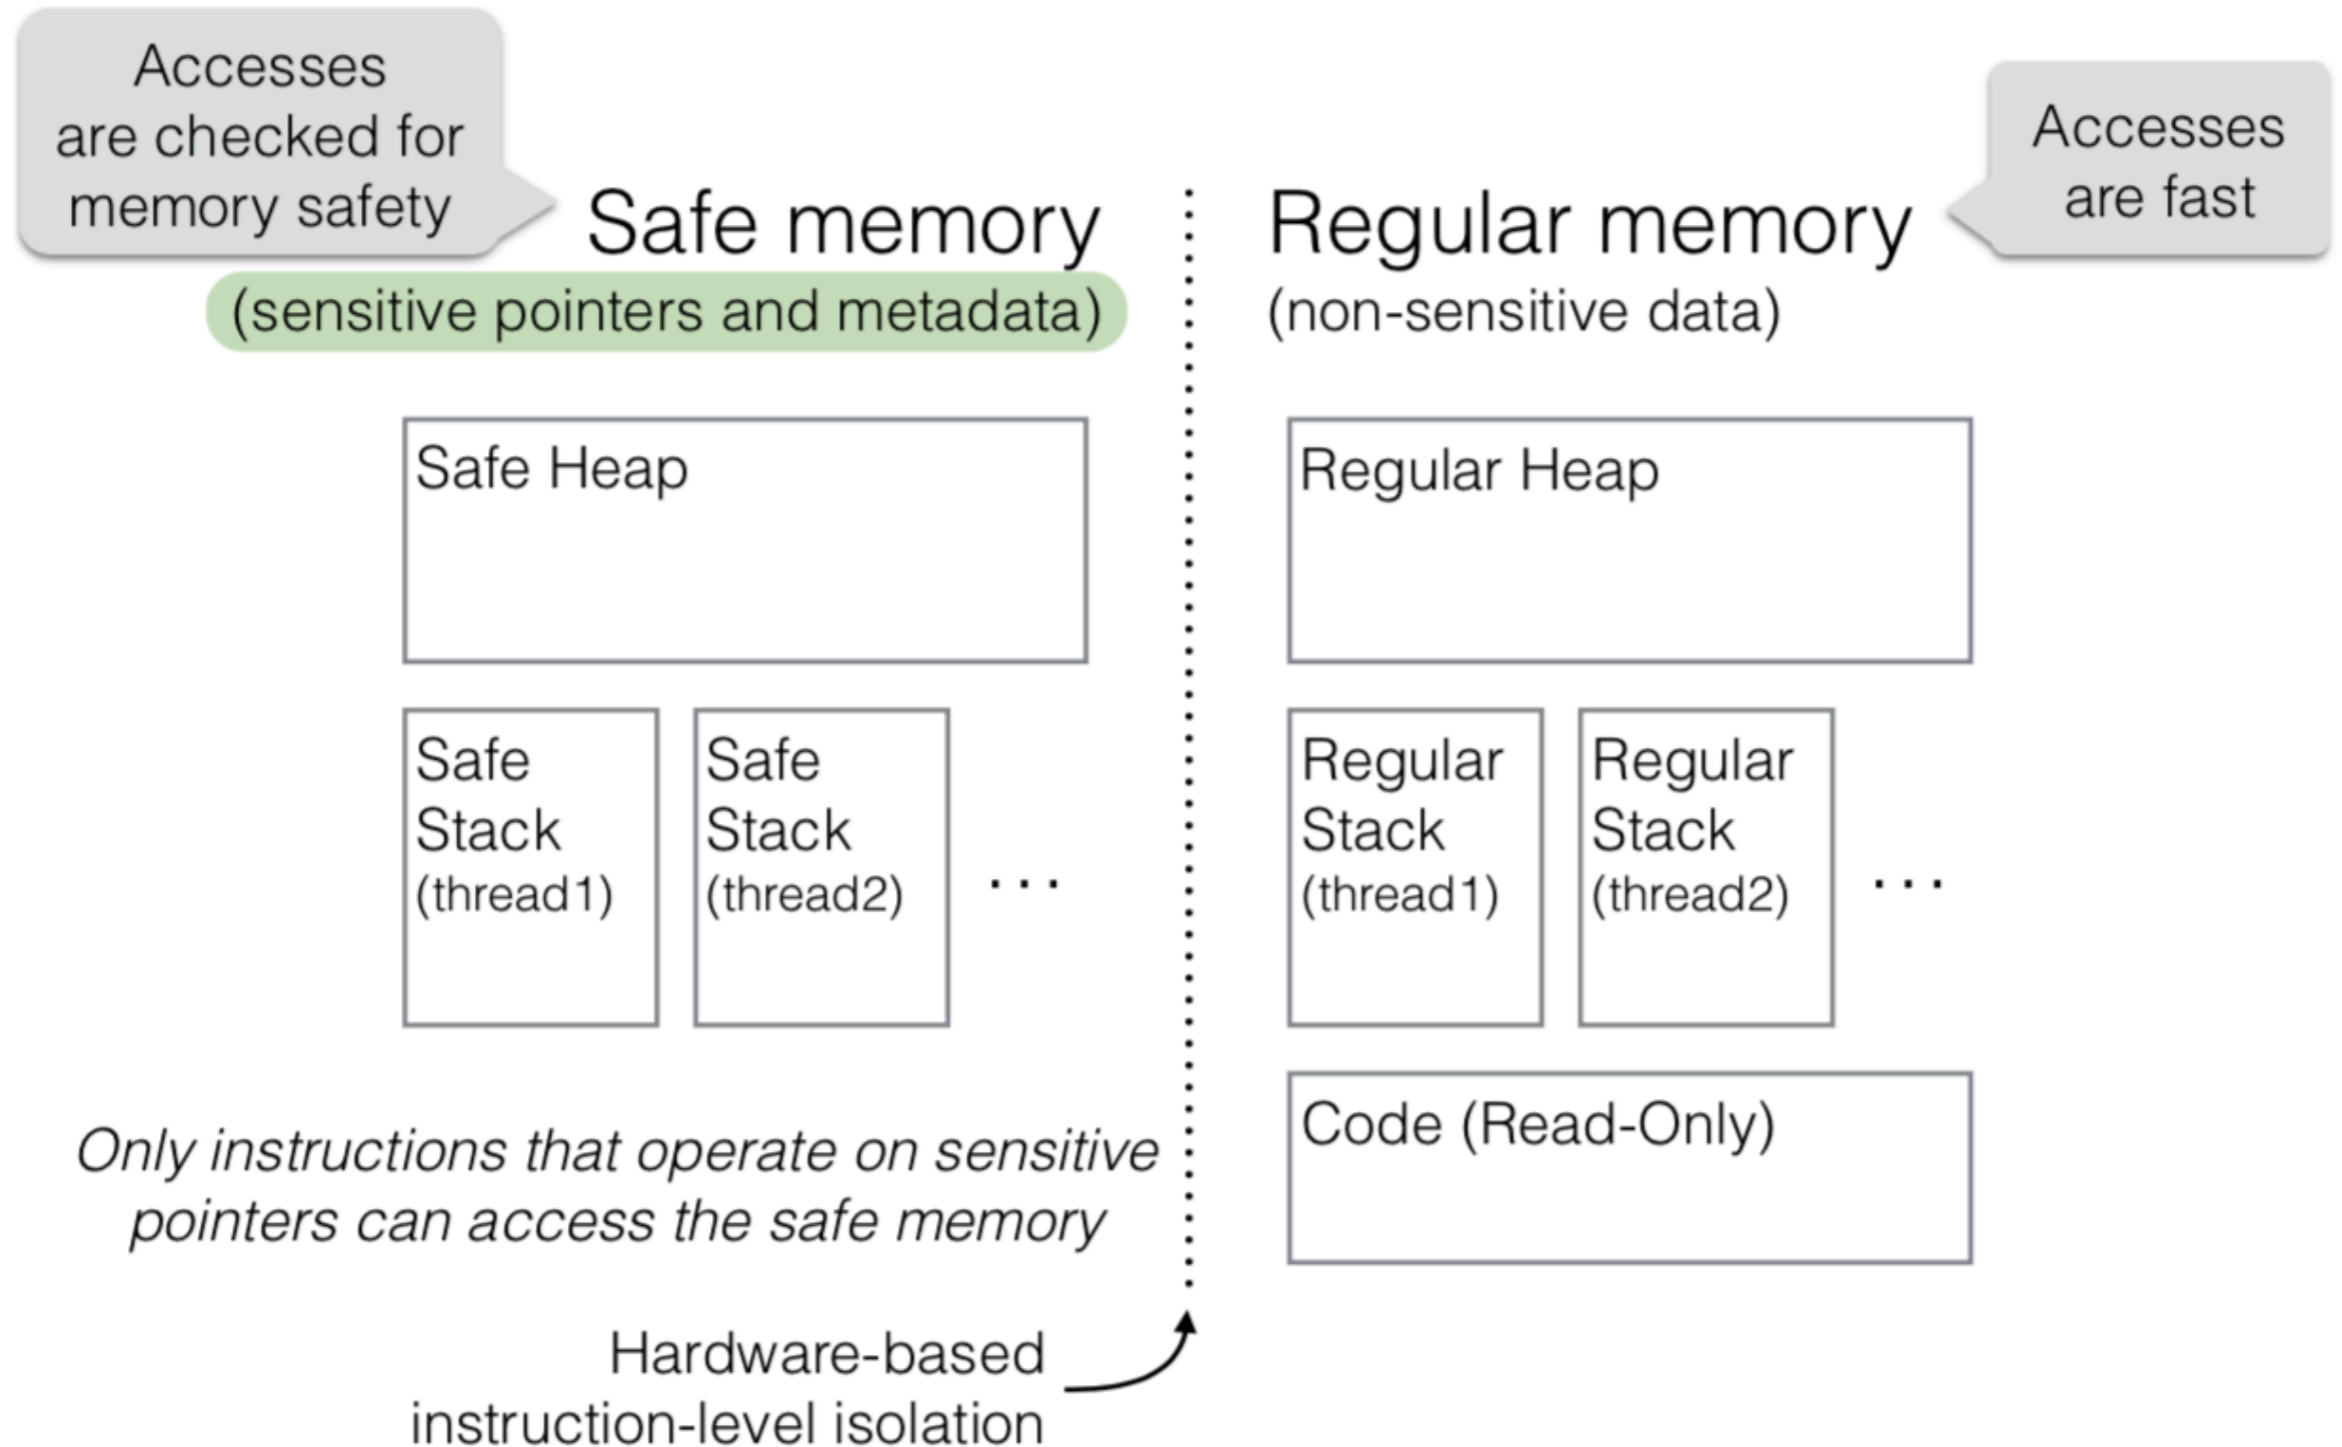 Accesses
are checked for
memory safety
Accesses
are fast
Safe memory
(sensitive pointers and metadata)
Regular memory
(non-sensitive data)
Safe Heap
Regular Heap
Safe
Stack
(thread1)
Safe
Stack
(thread2)
...
Regular
Stack
(thread1)
Regular
Stack
(thread2)
...
Code (Read-Only)
Only instructions that operate on sensitive
pointers can access the safe memory
Hardware-based
instruction-level isolation